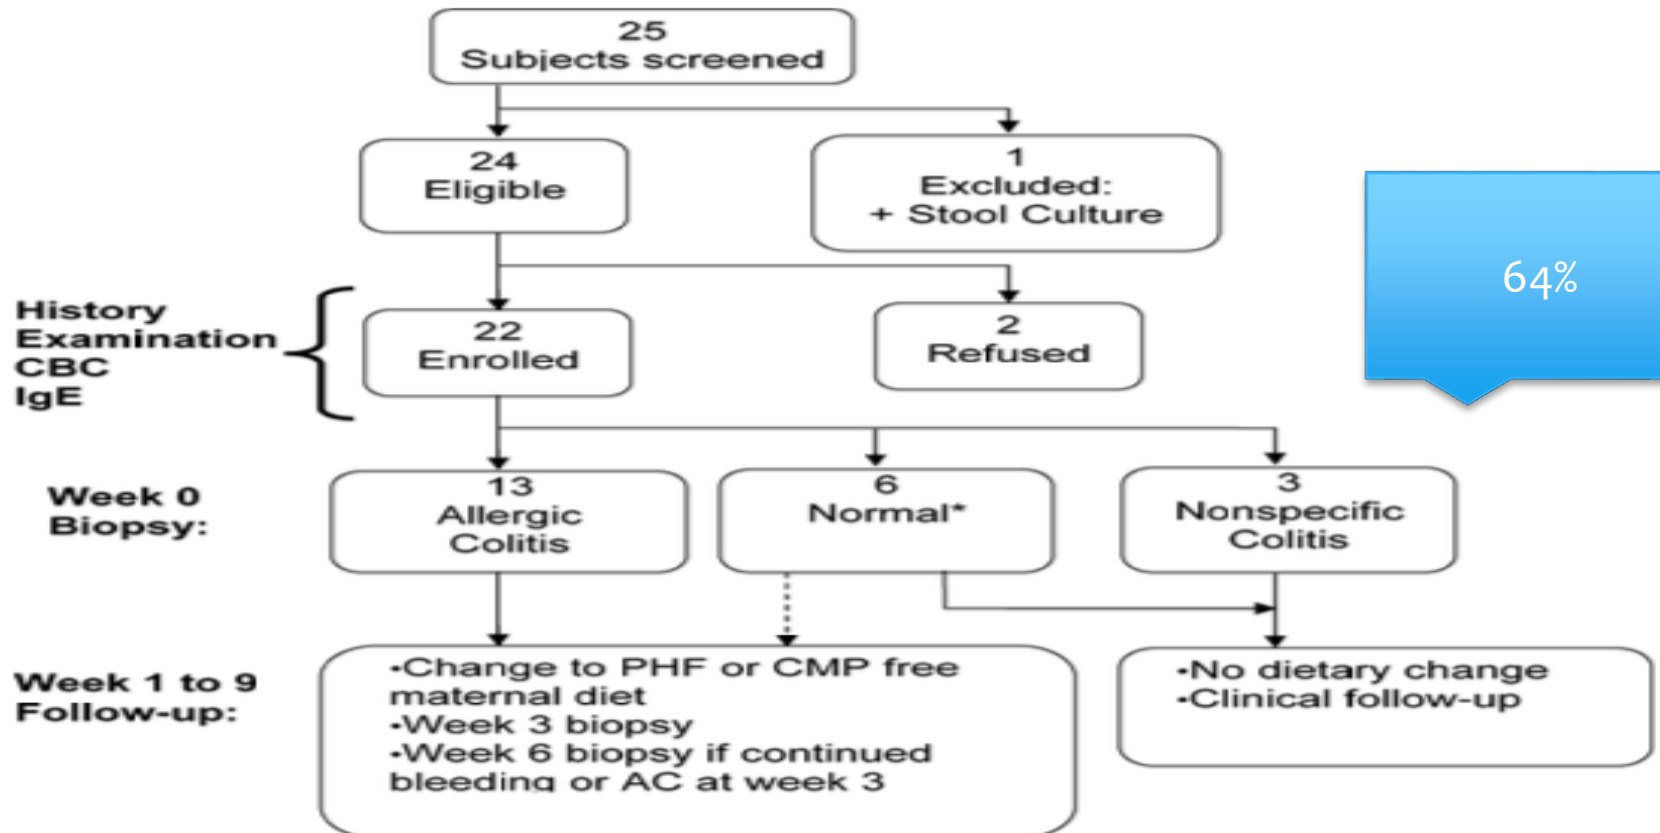 25
Subjects screened
24
Eligible
1
Excluded:
+ Stool Culture
64%
History
Examination
CBC
IgE
22
Enrolled
2
Refused
Week 0
Biopsy:
13
Allergic
Colitis
6
Normal*
3
Nonspecific
Colitis
Week 1 to 9
Follow-up:
•Change to PHF or CMP free
maternal diet
•Week 3 biopsy
•Week 6 biopsy if continued
bleeding or AC at week 3
•No dietary change
•Clinical follow-up